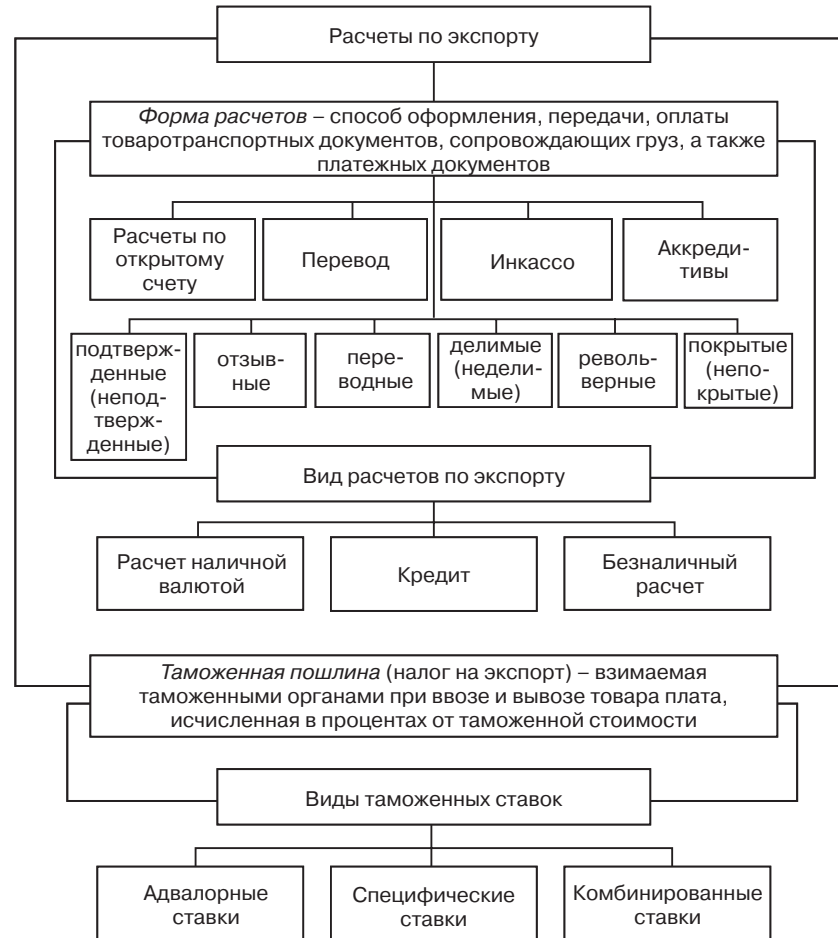 Расчеты по экспорту
Форма расчетов – способ оформления, передачи, оплаты
товаротранспортных документов, сопровождающих груз, а также
платежных документов
Расчеты по
открытому
счету
Перевод
Инкассо
Аккреди-
тивы
подтверж-
денные
(непод-
тверж-
денные)
отзыв-
ные
пере-
водные
делимые
(недели-
мые)
револь-
верные
покрытые
(непо-
крытые)
Вид расчетов по экспорту
Расчет наличной
валютой
Кредит
Безналичный
расчет
Таможенная пошлина (налог на экспорт) – взимаемая
таможенными органами при ввозе и вывозе товара плата,
исчисленная в процентах от таможенной стоимости
Виды таможенных ставок
Адвалорные
ставки
Специфические
ставки
Комбинированные
ставки